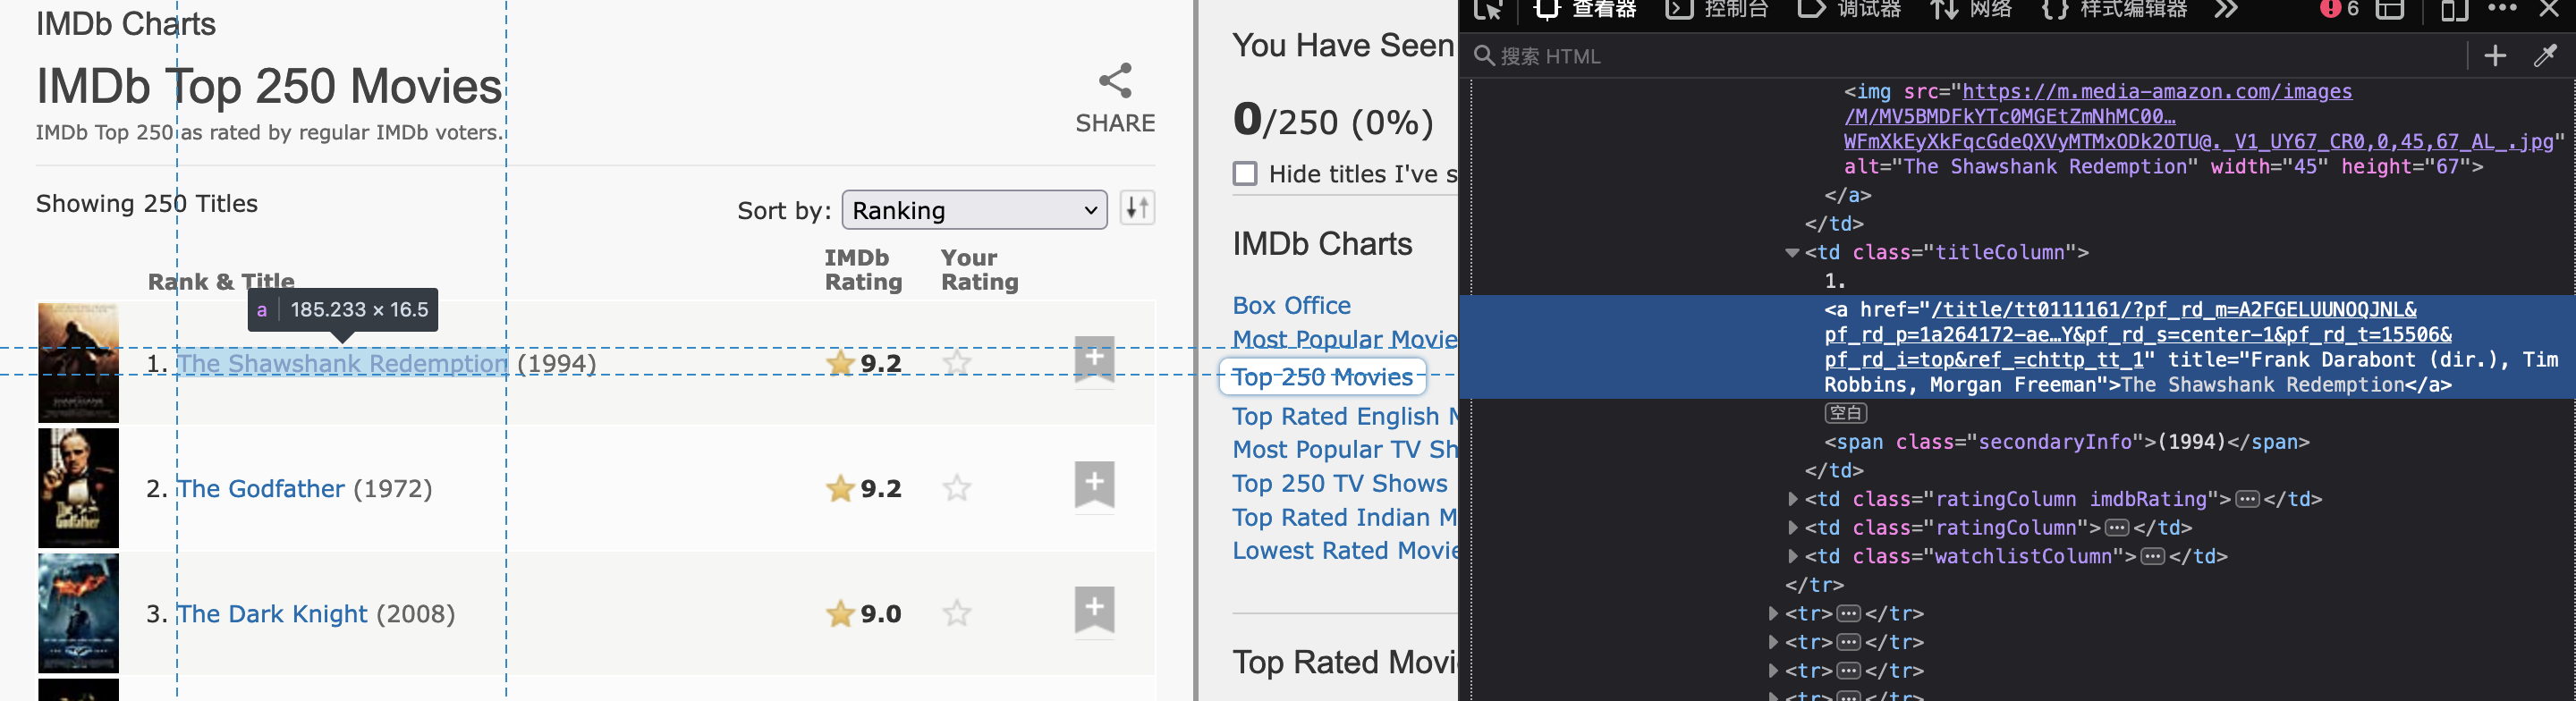 IMDb Charts
IMDb Top 250 Movies
IMDb Top 250 as rated by regular IMDb voters.
SHARE
Showing 250 Titles
Sort by: Ranking
Rank & Title
IMDb Rating
Your Rating
a 185.233 × 16.5
1. The Shawshank Redemption (1994) 9.2
2. The Godfather (1972) 9.2
3. The Dark Knight (2008) 9.0
You Have Seen
0/250 (0%)
Hide titles I've s
IMDb Charts
Box Office
Most Popular Movie
Top 250 Movies
Top Rated English M
Most Popular TV Sh
Top 250 TV Shows
Top Rated Indian M
Lowest Rated Movie
Top Rated Movi
查看器 控制台 调试器 网络 样式编辑器 6
搜索 HTML
<img src="https://m.media-amazon.com/images
/M/MV5BMDFkYTc0MGEtZmNhMC00…
WFmXkEyXkFqcGdeQXVyMTMxODk2OTU@._V1_UY67_CR0,0,45,67_AL_.jpg"
alt="The Shawshank Redemption" width="45" height="67">
</a>
</td>
<td class="titleColumn">
1.
<a href="/title/tt0111161/?pf_rd_m=A2FGELUUNOQJNL&
pf_rd_p=1a264172-ae…Y&pf_rd_s=center-1&pf_rd_t=15506&
pf_rd_i=top&ref_=chttp_tt_1" title="Frank Darabont (dir.), Tim
Robbins, Morgan Freeman">The Shawshank Redemption</a>
空白
<span class="secondaryInfo">(1994)</span>
</td>
<td class="ratingColumn imdbRating">…</td>
<td class="ratingColumn">…</td>
<td class="watchlistColumn">…</td>
</tr>
<tr>…</tr>
<tr>…</tr>
<tr>…</tr>
<tr>…</tr>